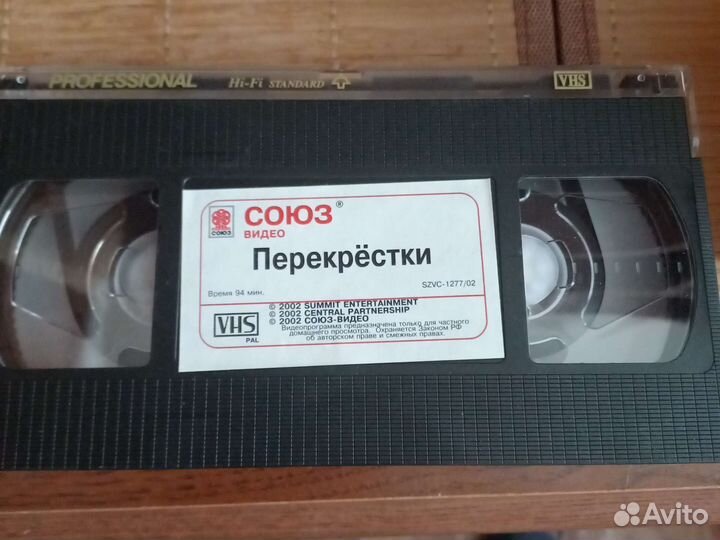 PROFESSIONAL Hi-Fi STANDARD VHS
СОЮЗ
СОЮЗ ®
ВИДЕО
Перекрёстки
Время 94 мин. SZVC-1277/02
© 2002 SUMMIT ENTERTAINMENT
© 2002 CENTRAL PARTNERSHIP
© 2002 СОЮЗ-ВИДЕО
Видеопрограмма предназначена только для частного
домашнего просмотра. Охраняется Законом РФ
об авторском праве и смежных правах.
VHS
PAL
Avito